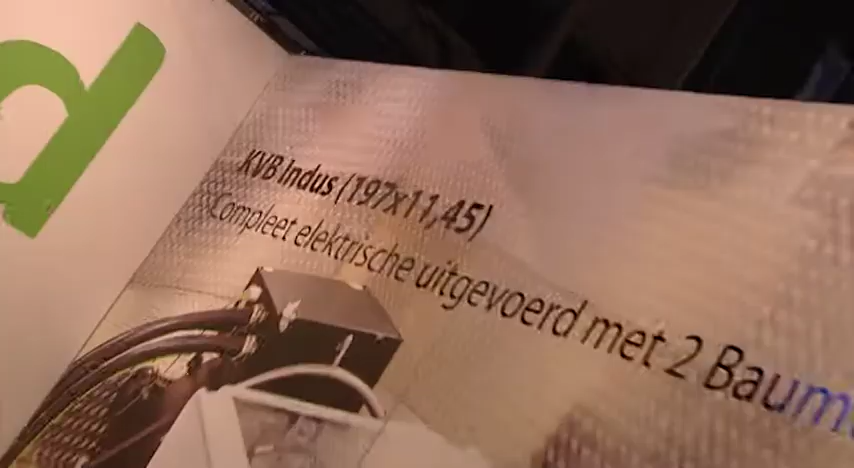 d
KVB Indus (197x11,45)
Compleet elektrische uitgevoerd met 2 Baum